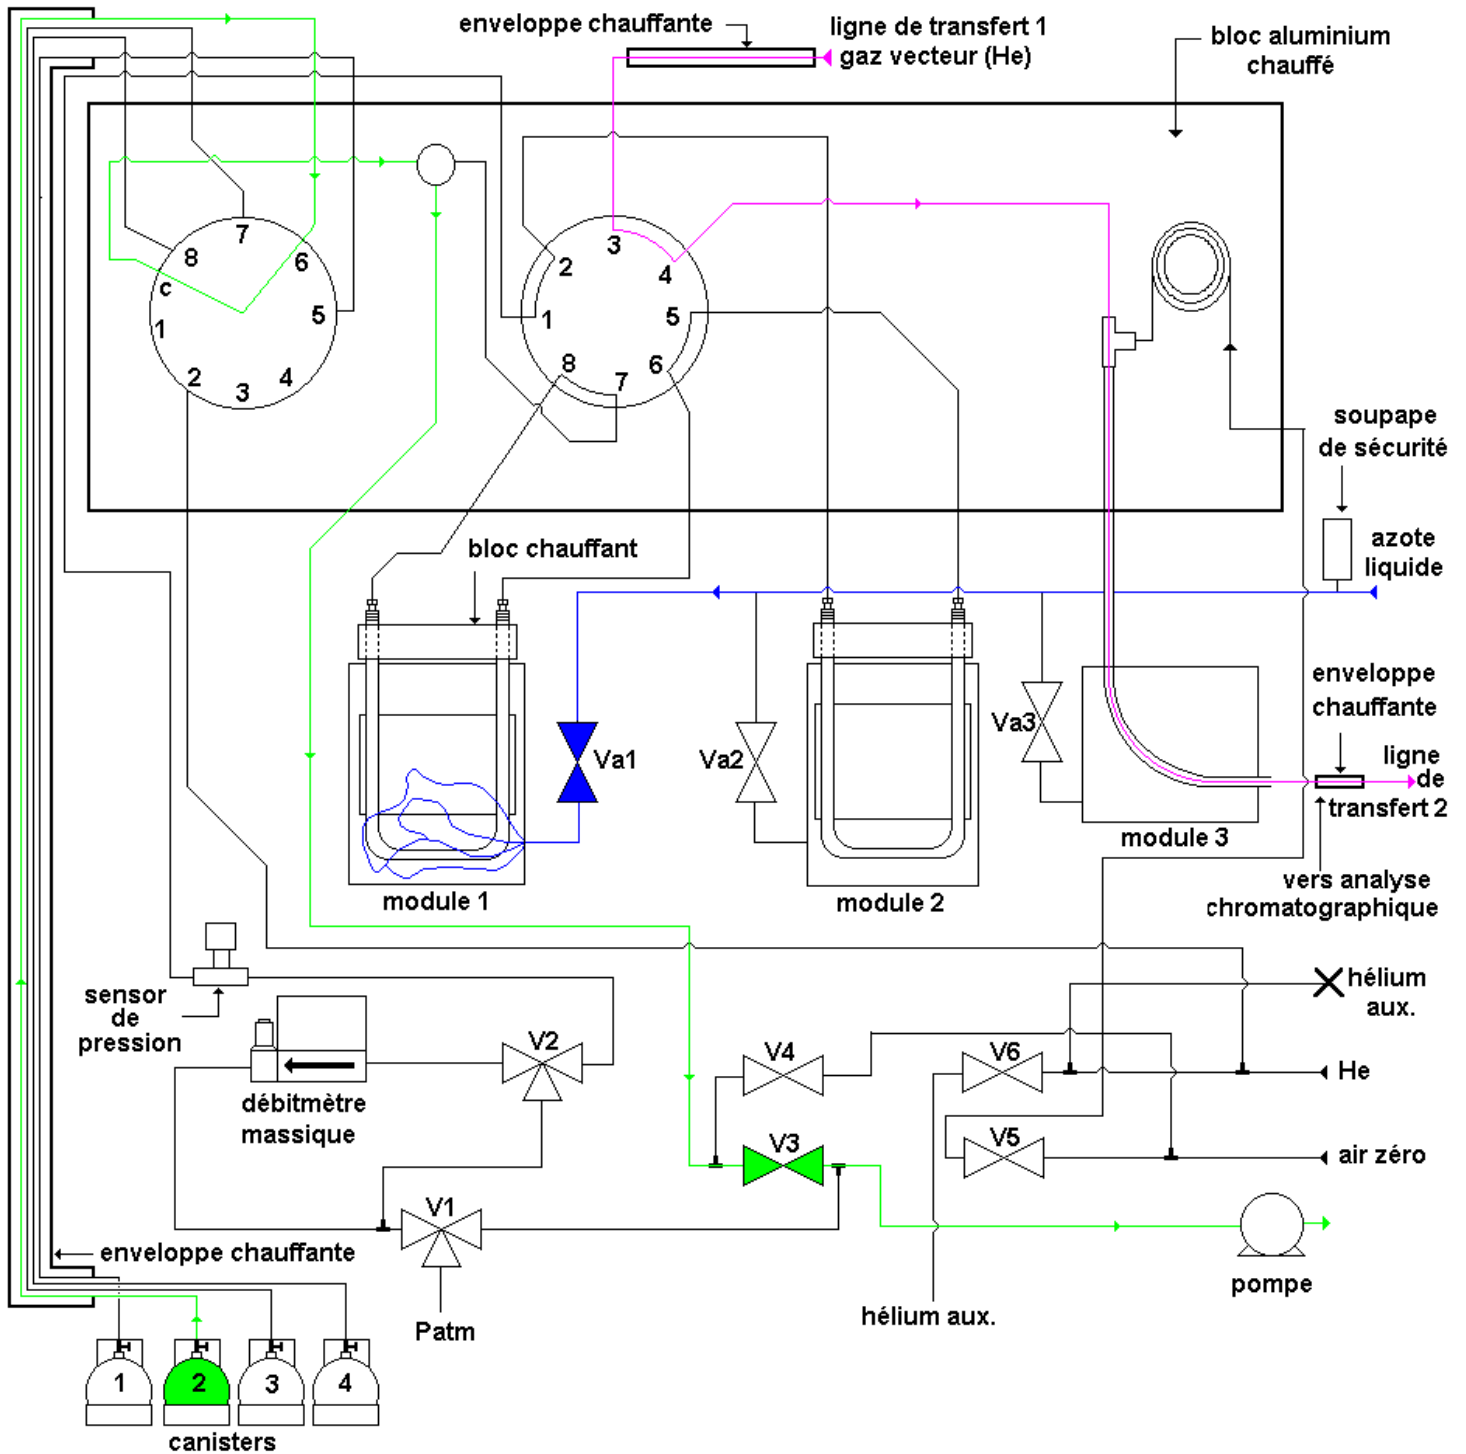 enveloppe chauffante
ligne de transfert 1
gaz vecteur (He)
bloc aluminium
chauffé
7
8
6
c
5
1
2
4
3
3
2
4
1
5
8
6
7
soupape
de sécurité
azote
liquide
bloc chauffant
Va1
Va2
Va3
enveloppe
chauffante
ligne
de
transfert 2
module 1
module 2
module 3
vers analyse
chromatographique
sensor
de
pression
hélium
aux.
V2
V4
V6
He
débitmètre
massique
V3
V5
air zéro
V1
enveloppe chauffante
pompe
Patm
hélium aux.
1
2
3
4
canisters